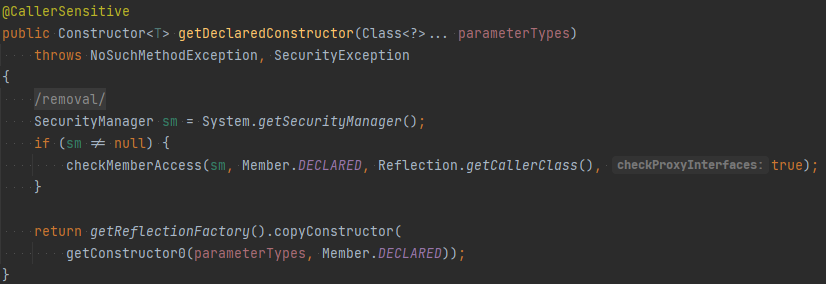 @CallerSensitive
public Constructor<T> getDeclaredConstructor(Class<?>... parameterTypes)
    throws NoSuchMethodException, SecurityException
{
    /removal/
    SecurityManager sm = System.getSecurityManager();
    if (sm ≠ null) {
        checkMemberAccess(sm, Member.DECLARED, Reflection.getCallerClass(), checkProxyInterfaces: true);
    }
    return getReflectionFactory().copyConstructor(
        getConstructor0(parameterTypes, Member.DECLARED));
}